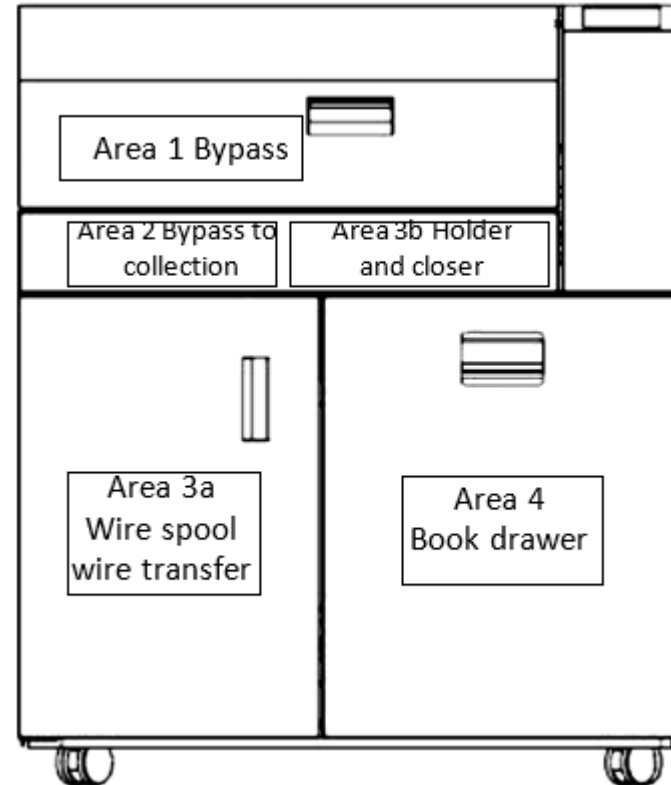 Area 1 Bypass
Area 2 Bypass to
collection
Area 3b Holder
and closer
Area 3a
Wire spool
wire transfer
Area 4
Book drawer